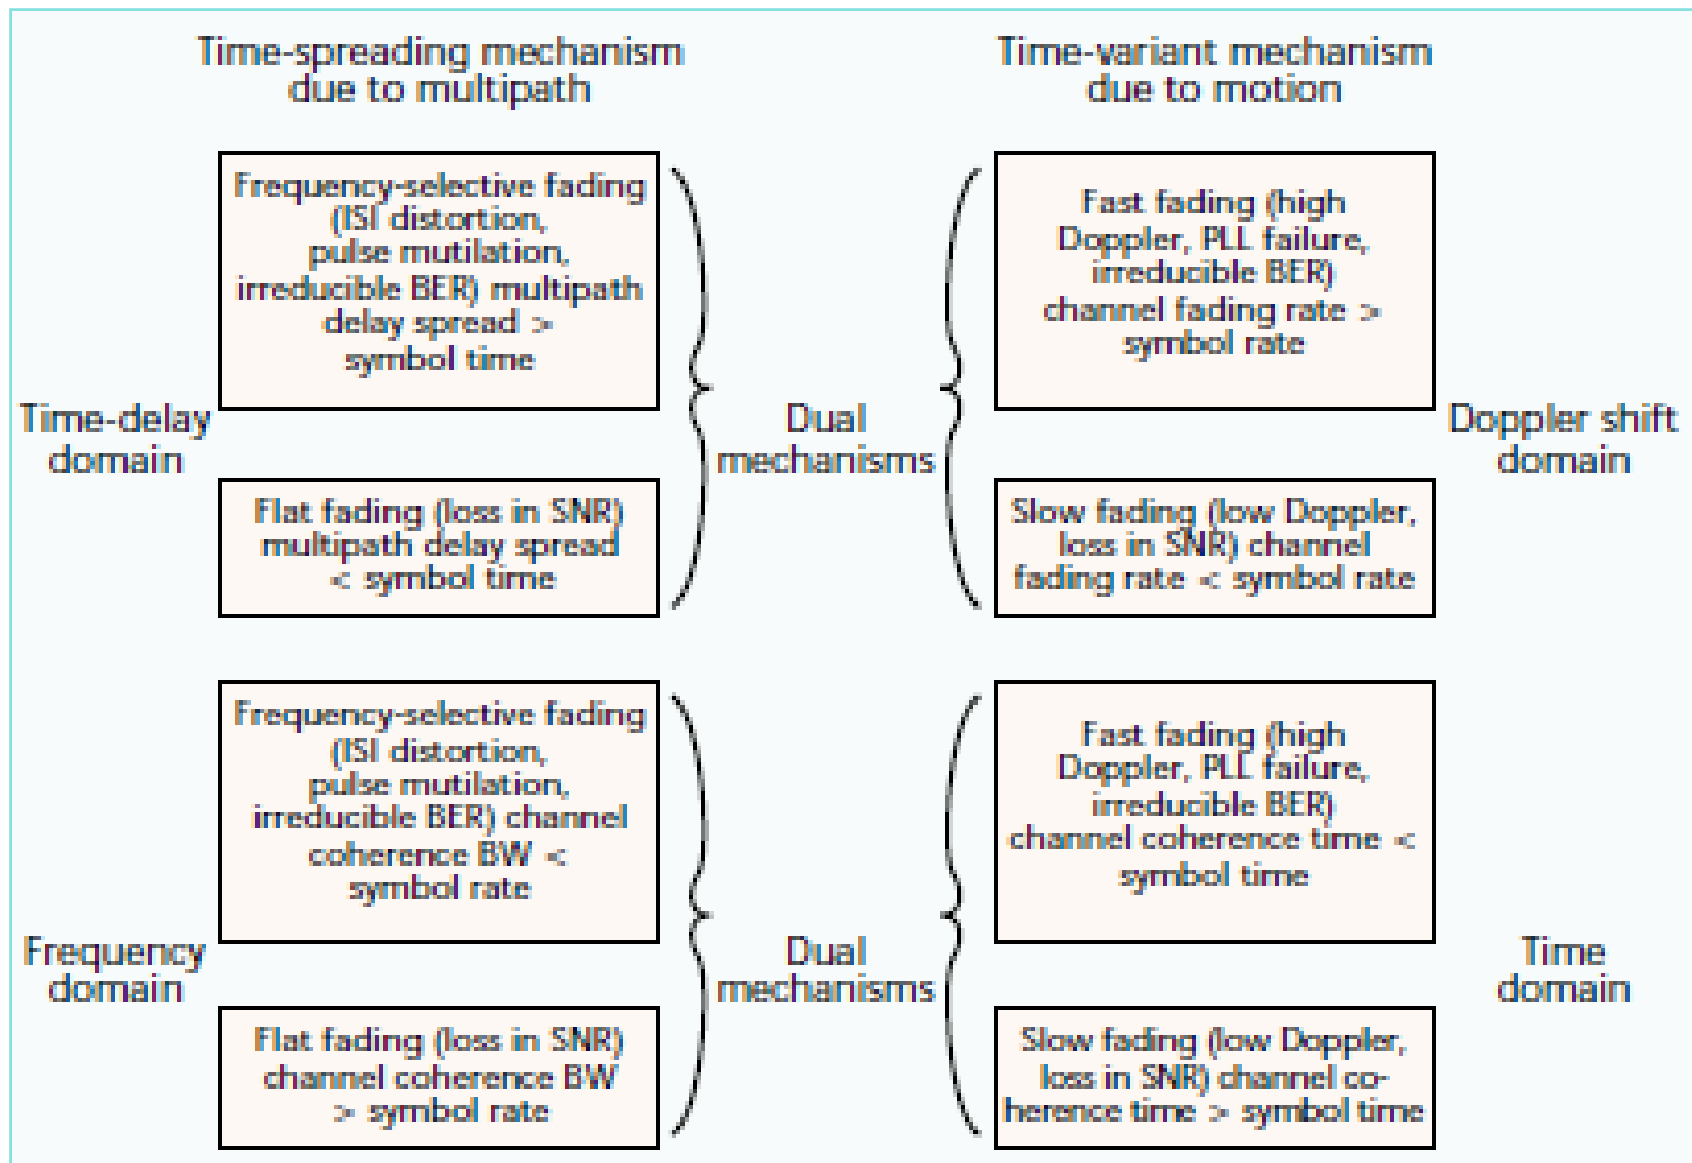 Time-spreading mechanism
due to multipath
Time-variant mechanism
due to motion
Frequency-selective fading
(ISI distortion,
pulse mutilation,
irreducible BER) multipath
delay spread >
symbol time
Fast fading (high
Doppler, PLL failure,
irreducible BER)
channel fading rate >
symbol rate
Time-delay
domain
Dual
mechanisms
Doppler shift
domain
Flat fading (loss in SNR)
multipath delay spread
< symbol time
Slow fading (low Doppler,
loss in SNR) channel
fading rate < symbol rate
Frequency-selective fading
(ISI distortion,
pulse mutilation,
irreducible BER) channel
coherence BW <
symbol rate
Fast fading (high
Doppler, PLL failure,
irreducible BER)
channel coherence time <
symbol time
Frequency
domain
Dual
mechanisms
Time
domain
Flat fading (loss in SNR)
channel coherence BW
> symbol rate
Slow fading (low Doppler,
loss in SNR) channel co-
herence time > symbol time